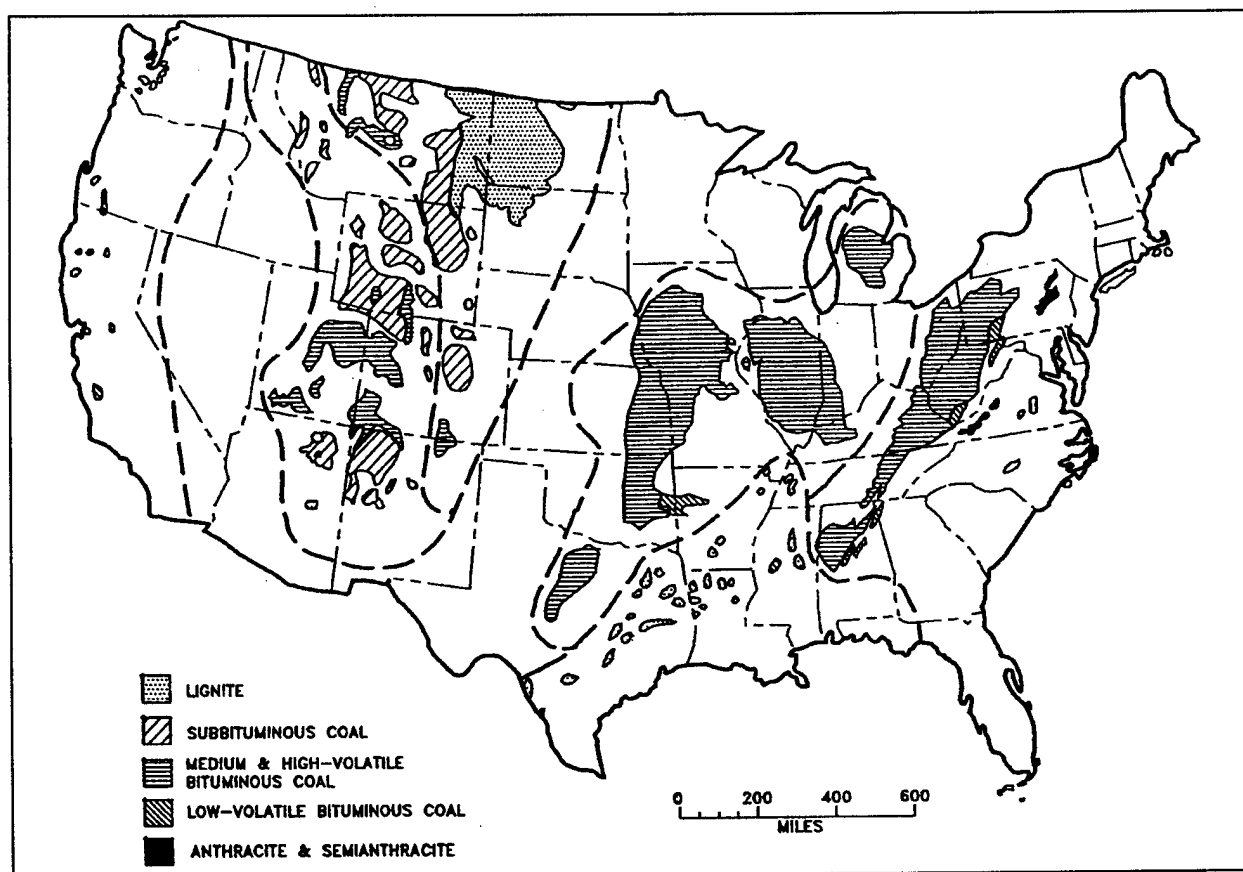 LIGNITE
SUBBITUMINOUS COAL
MEDIUM & HIGH-VOLATILE
BITUMINOUS COAL
LOW-VOLATILE BITUMINOUS COAL
ANTHRACITE & SEMIANTHRACITE
0 200 400 600
MILES